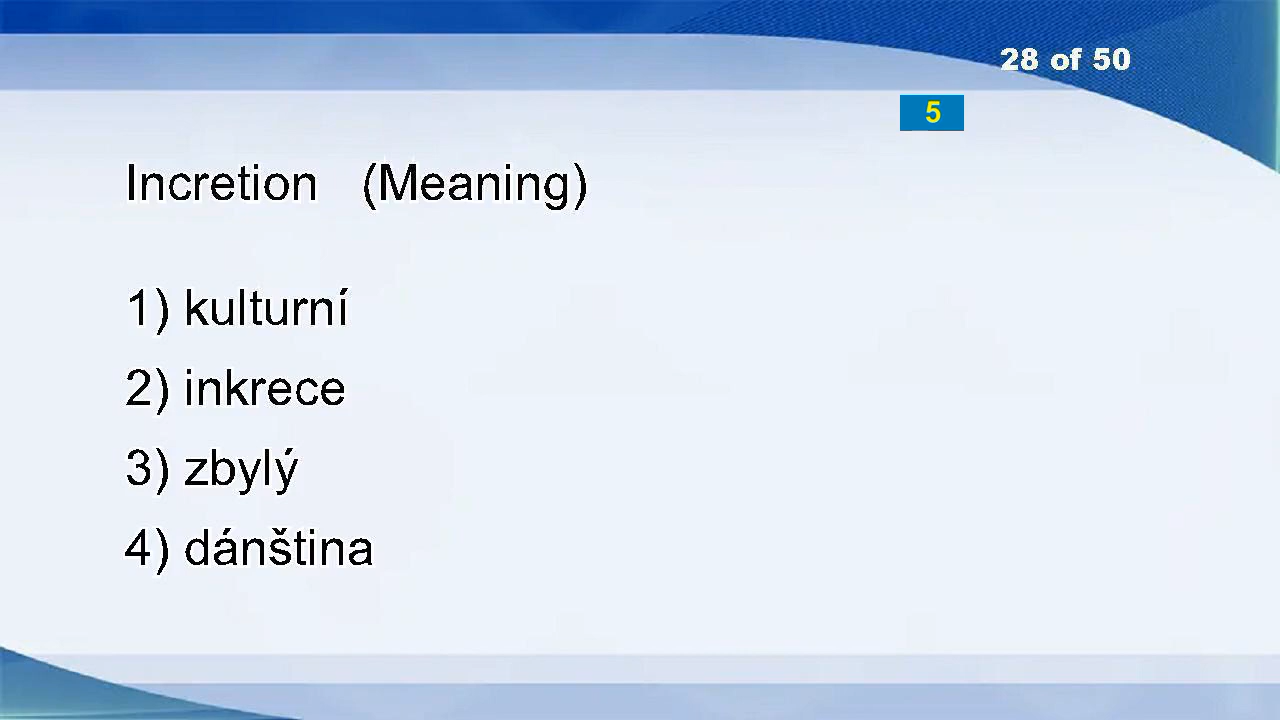 28 of 50
5
Incretion (Meaning)
1) kulturní
2) inkrece
3) zbylý
4) dánština